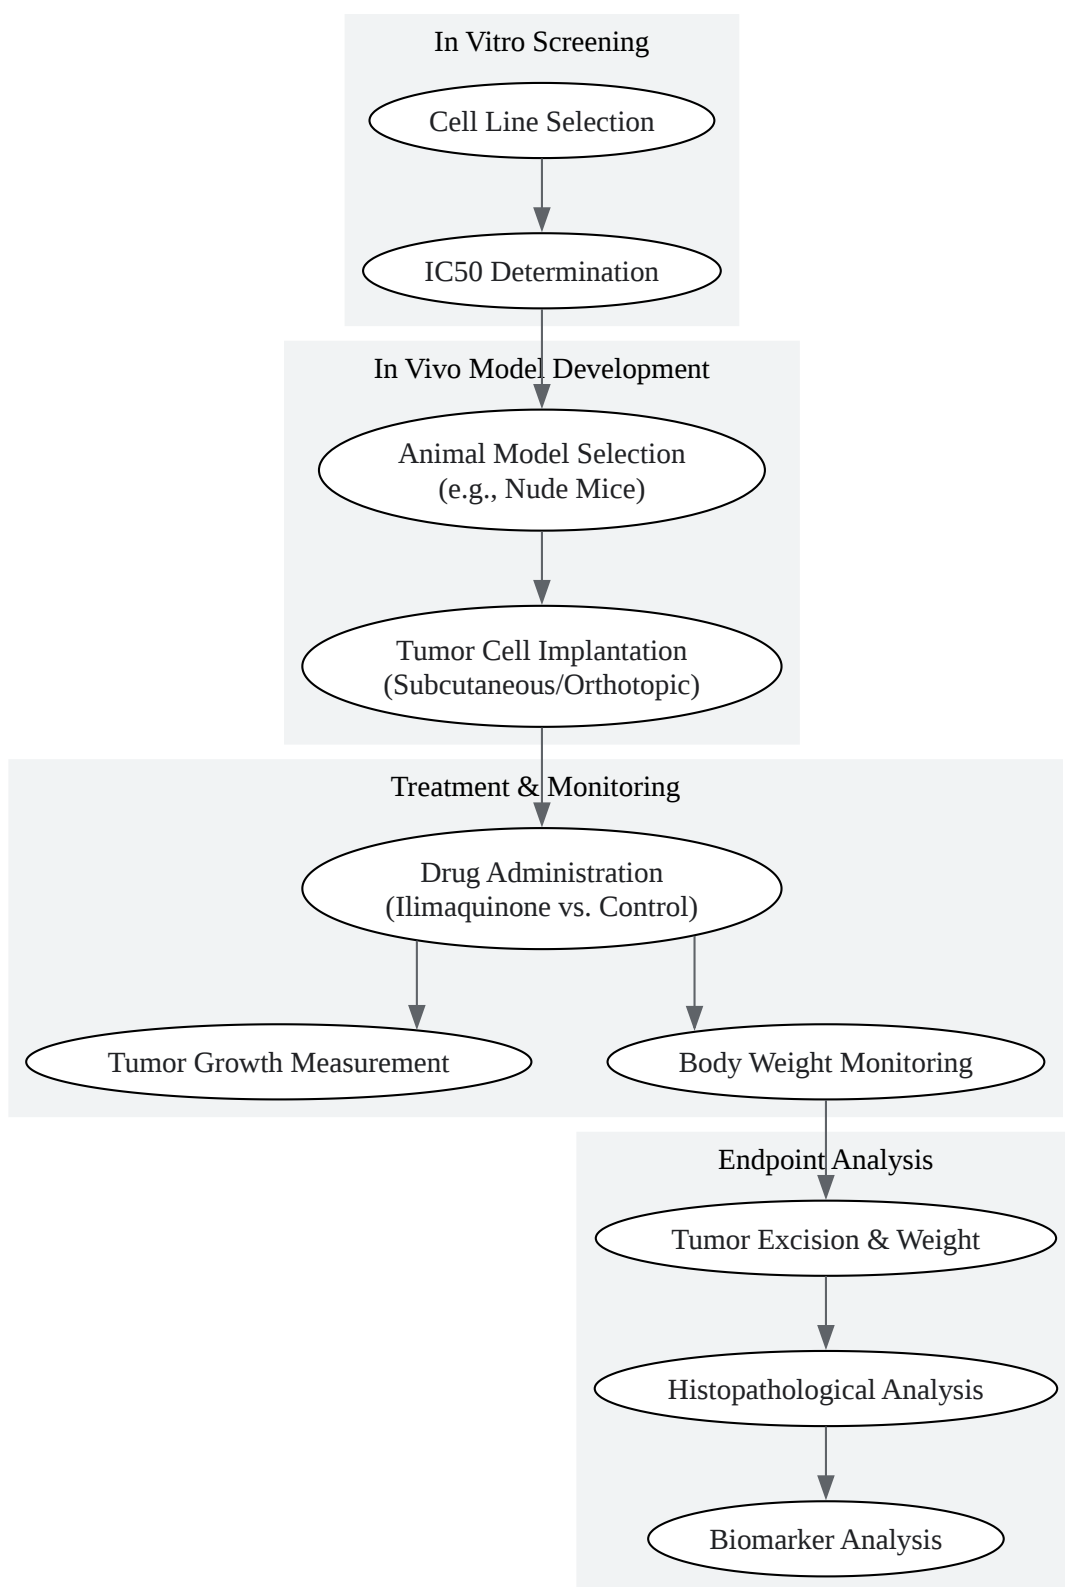 In Vitro Screening
Cell Line Selection
IC50 Determination
In Vivo Model Development
Animal Model Selection
(e.g., Nude Mice)
Tumor Cell Implantation
(Subcutaneous/Orthotopic)
Treatment & Monitoring
Drug Administration
(Ilimaquinone vs. Control)
Tumor Growth Measurement
Body Weight Monitoring
Endpoint Analysis
Tumor Excision & Weight
Histopathological Analysis
Biomarker Analysis